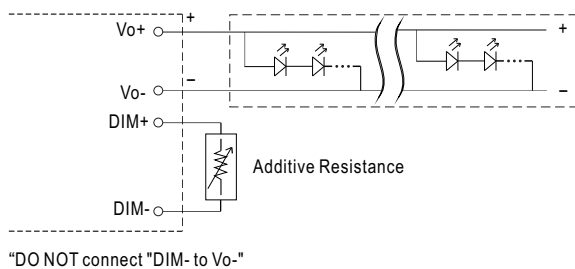 Vo+ + +
Vo- − −
DIM+
Additive Resistance
DIM-
“DO NOT connect "DIM- to Vo-"